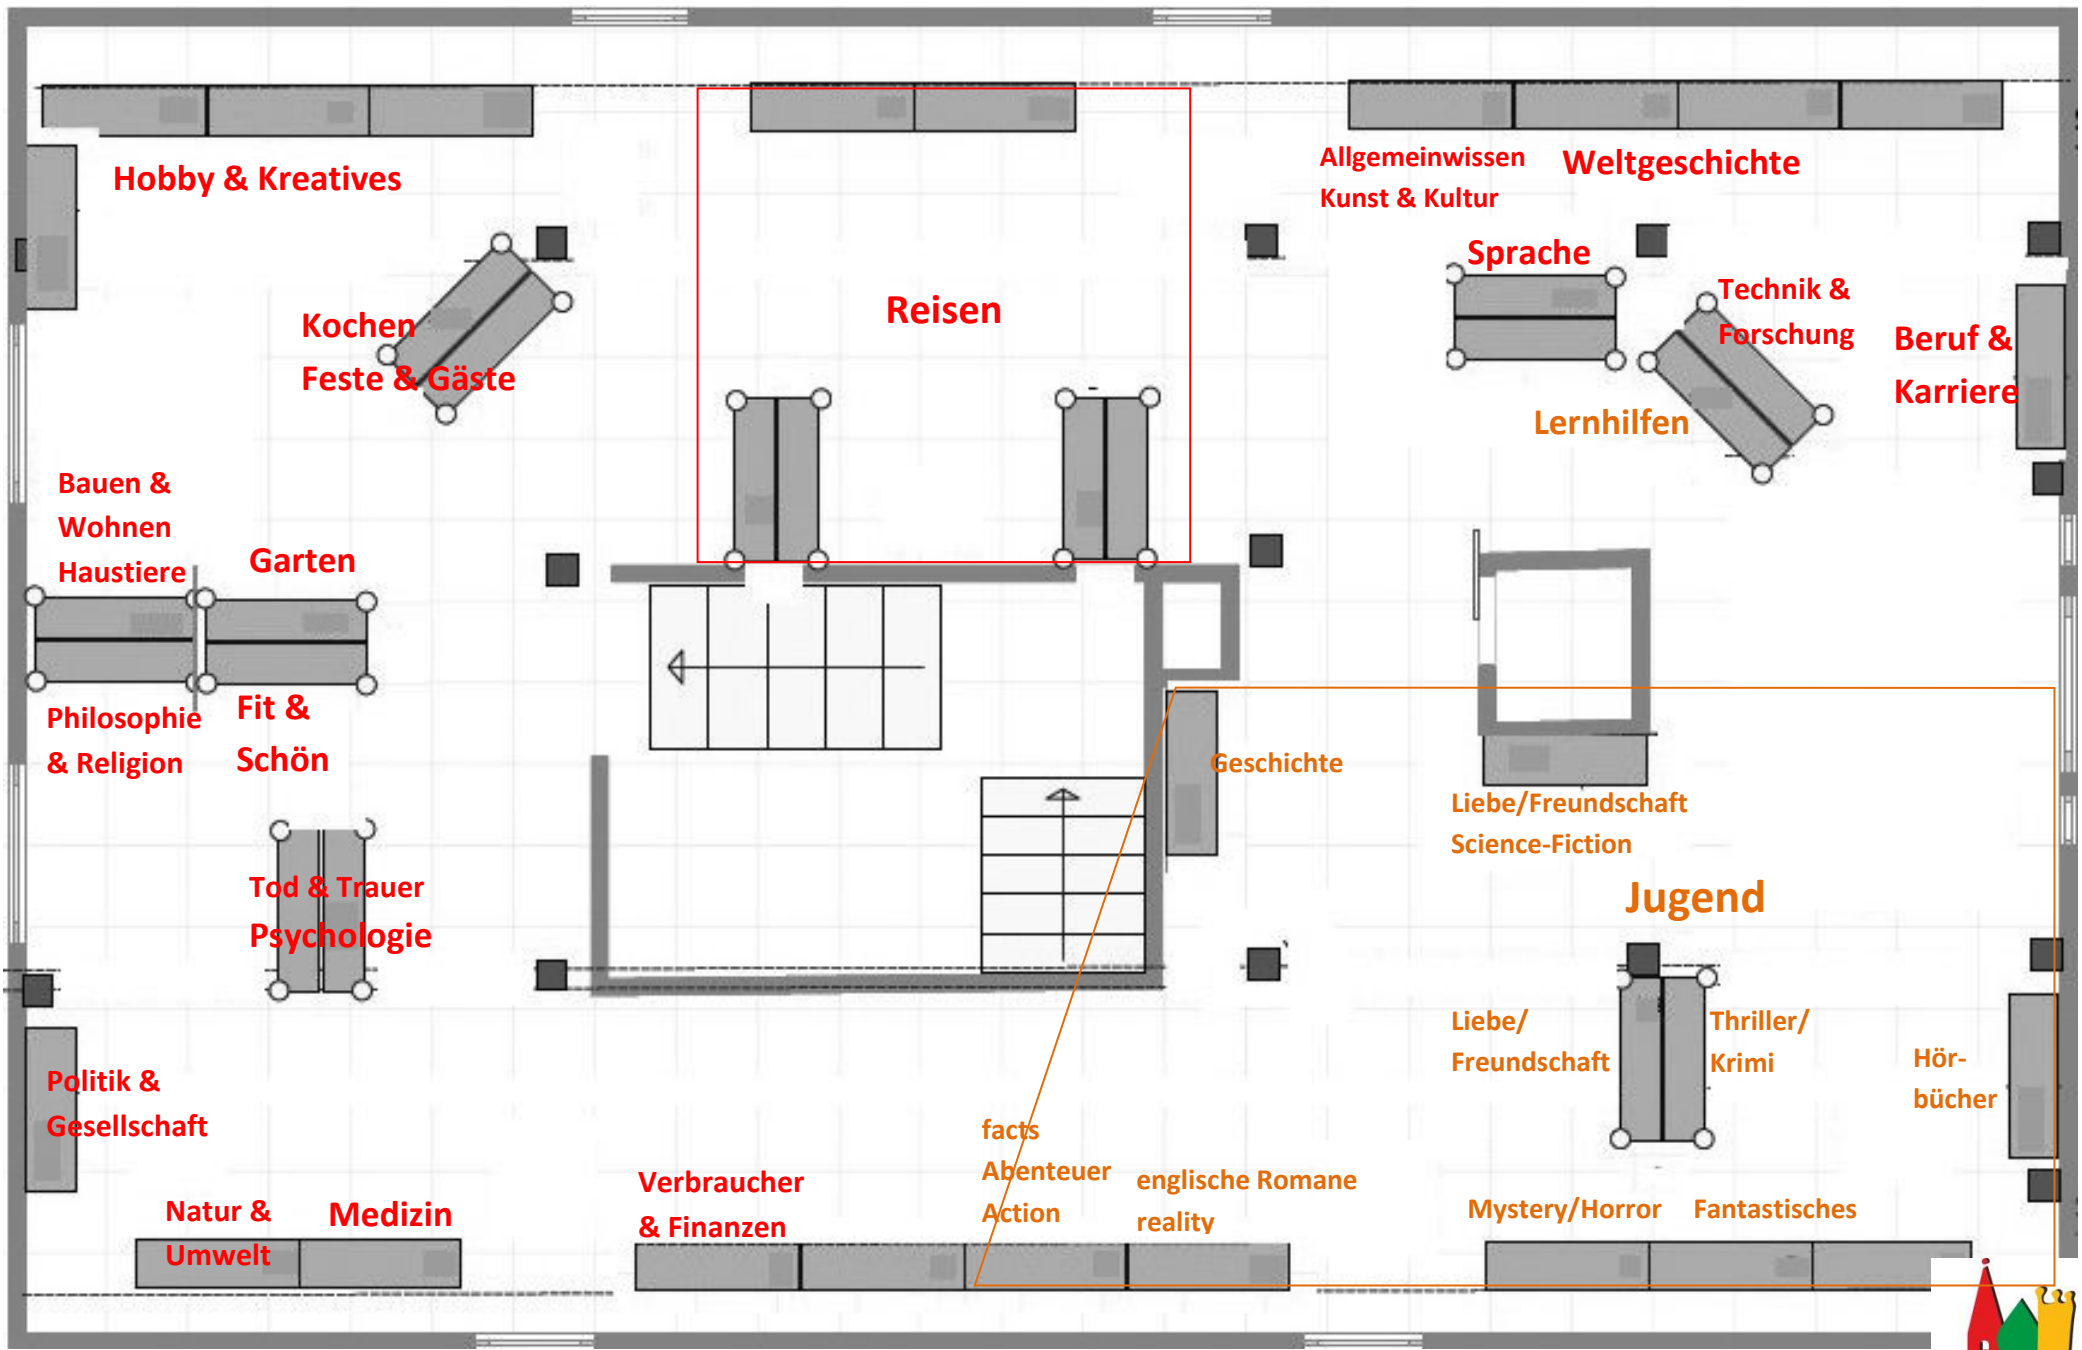 Hobby & Kreatives
Allgemeinwissen
Kunst & Kultur
Weltgeschichte
Sprache
Technik &
Forschung
Beruf &
Karriere
Kochen
Feste & Gäste
Reisen
Lernhilfen
Bauen &
Wohnen
Haustiere
Garten
Philosophie
& Religion
Fit &
Schön
Geschichte
Liebe/Freundschaft
Science-Fiction
Jugend
Tod & Trauer
Psychologie
Liebe/
Freundschaft
Thriller/
Krimi
Hör-
bücher
Politik &
Gesellschaft
facts
Abenteuer
Action
englische Romane
reality
Verbraucher
& Finanzen
Natur &
Umwelt
Medizin
Mystery/Horror
Fantastisches